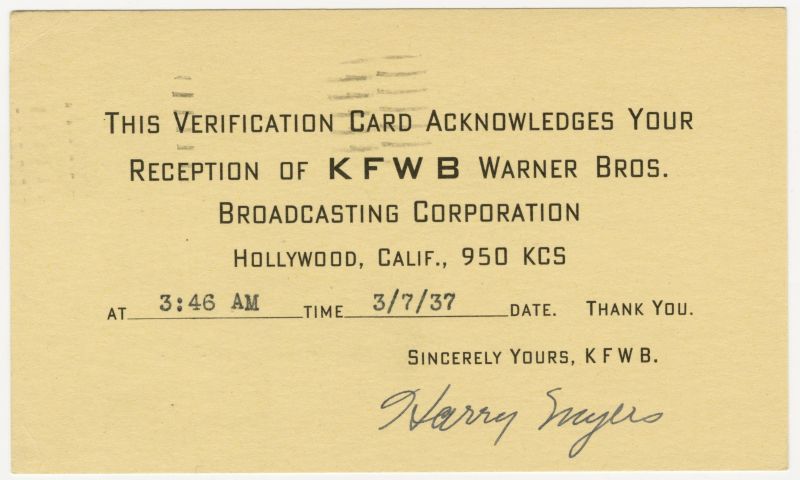 THIS VERIFICATION CARD ACKNOWLEDGES YOUR
RECEPTION OF KFWB WARNER BROS.
BROADCASTING CORPORATION
HOLLYWOOD, CALIF., 950 KCS
AT 3:46 AM TIME 3/7/37 DATE. THANK YOU.
SINCERELY YOURS, KFWB.
Harry Myers